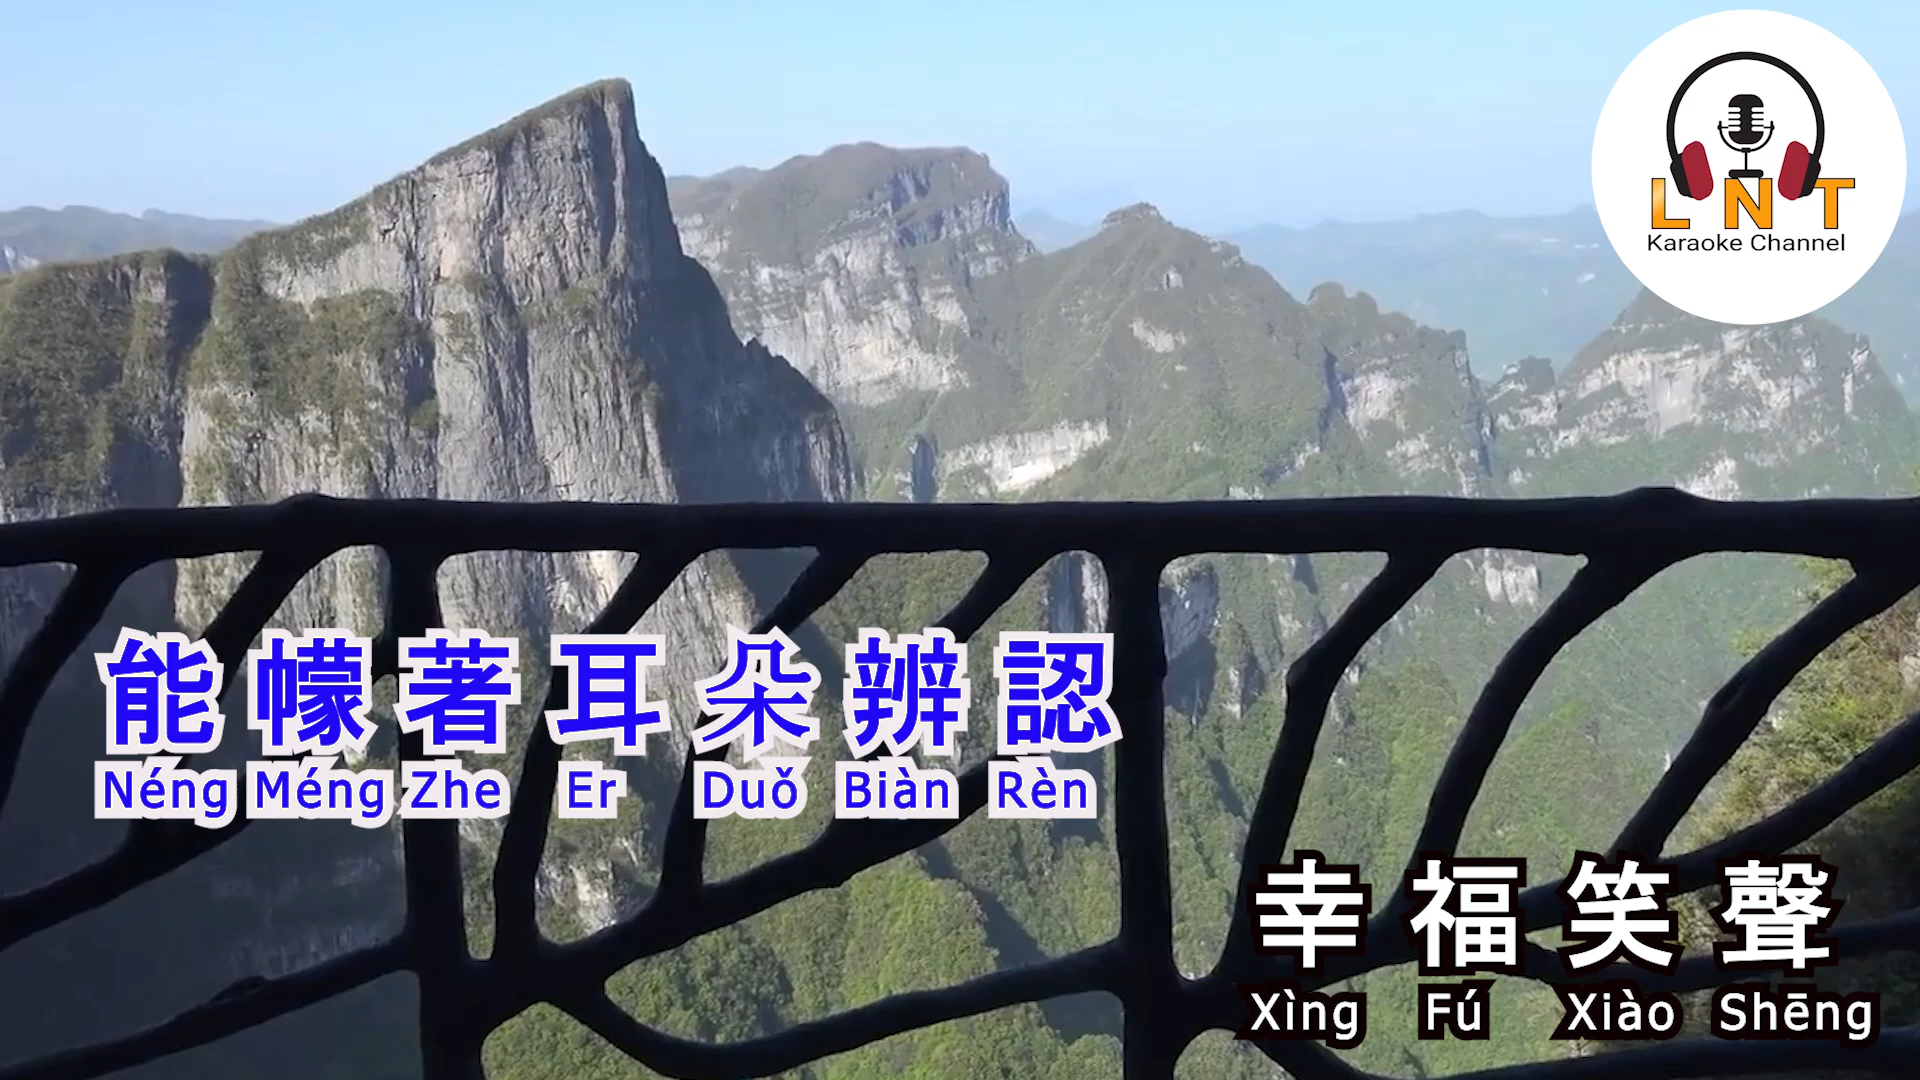 L N T
Karaoke Channel
能幪著耳朵辨認
Néng Méng Zhe Er Duǒ Biàn Rèn
幸福笑聲
Xìng Fú Xiào Shēng